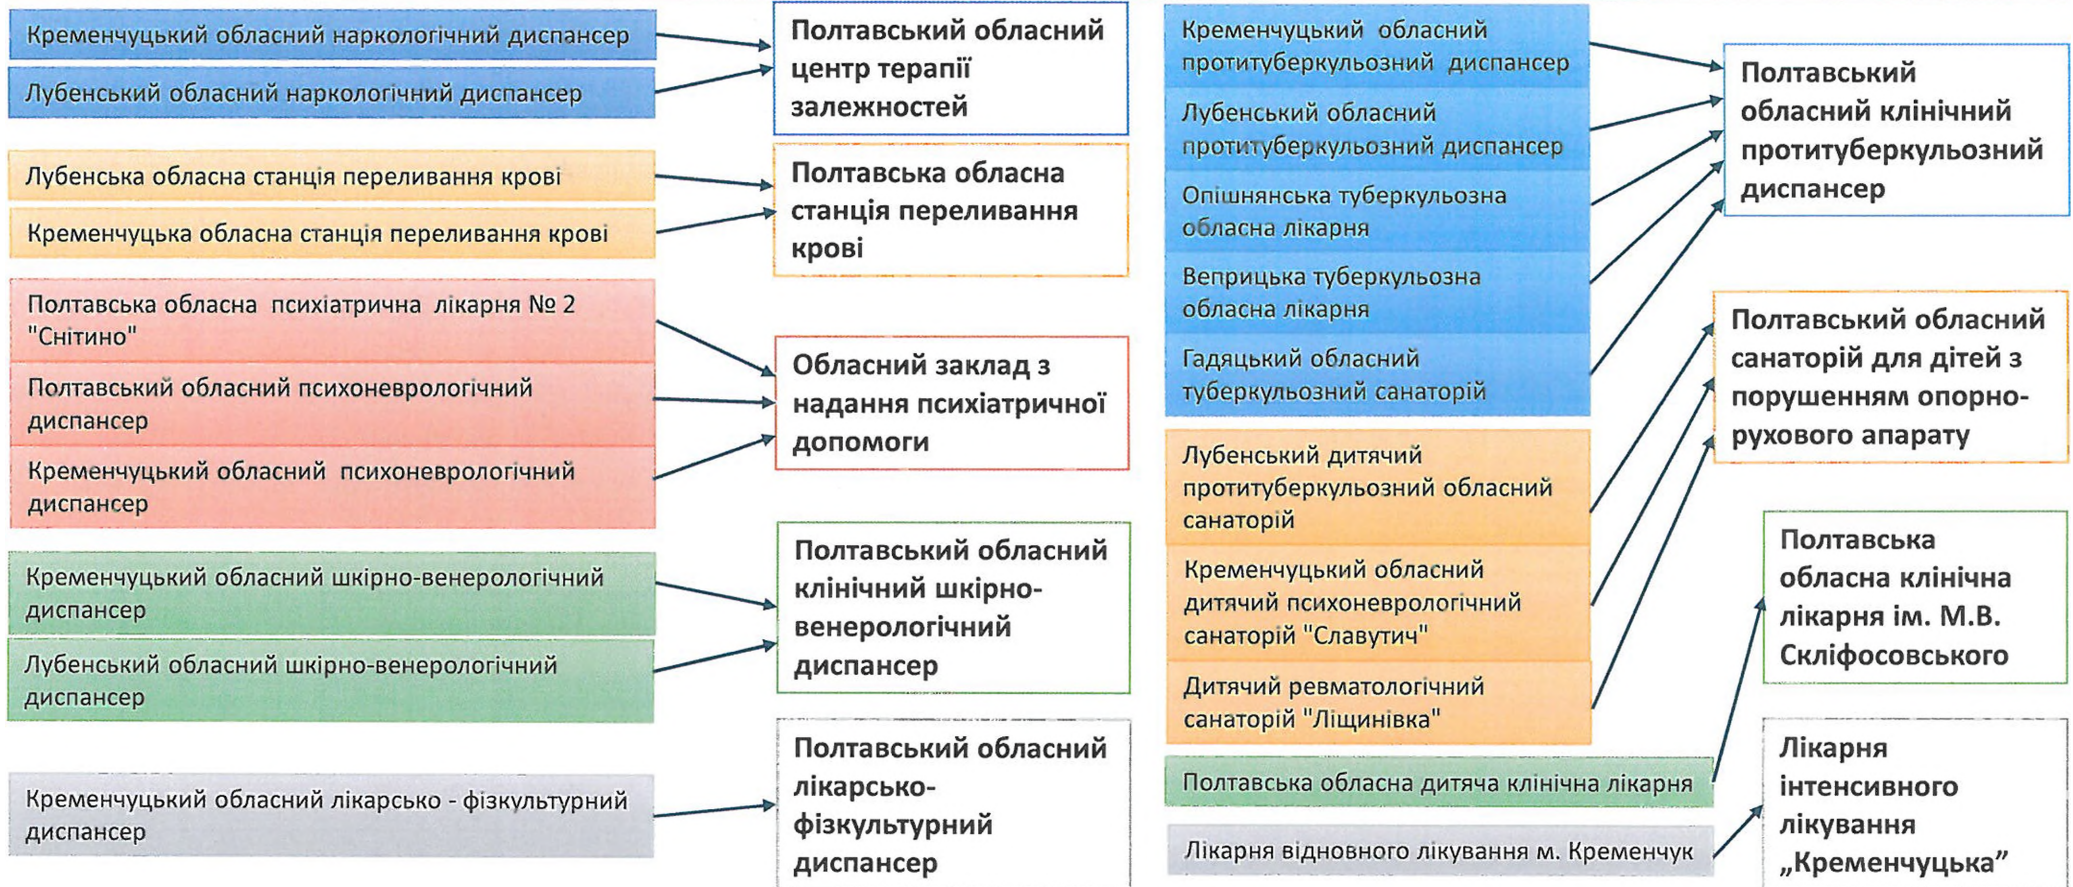 Кременчуцький обласний наркологічний диспансер
Лубенський обласний наркологічний диспансер
Полтавський обласний
центр терапії
залежностей
Лубенська обласна станція переливання крові
Кременчуцька обласна станція переливання крові
Полтавська обласна
станція переливання
крові
Полтавська обласна психіатрична лікарня № 2
"Снітино"
Полтавський обласний психоневрологічний
диспансер
Кременчуцький обласний психоневрологічний
диспансер
Обласний заклад з
надання психіатричної
допомоги
Кременчуцький обласний шкірно-венерологічний
диспансер
Лубенський обласний шкірно-венерологічний
диспансер
Полтавський обласний
клінічний шкірно-
венерологічний
диспансер
Кременчуцький обласний лікарсько - фізкультурний
диспансер
Полтавський обласний
лікарсько-
фізкультурний
диспансер
Кременчуцький обласний
протитуберкульозний диспансер
Лубенський обласний
протитуберкульозний диспансер
Опішнянська туберкульозна
обласна лікарня
Веприцька туберкульозна
обласна лікарня
Гадяцький обласний
туберкульозний санаторій
Полтавський
обласний клінічний
протитуберкульозний
диспансер
Лубенський дитячий
протитуберкульозний обласний
санаторій
Кременчуцький обласний
дитячий психоневрологічний
санаторій "Славутич"
Дитячий ревматологічний
санаторій "Ліщинівка"
Полтавський обласний
санаторій для дітей з
порушенням опорно-
рухового апарату
Полтавська обласна дитяча клінічна лікарня
Полтавська
обласна клінічна
лікарня ім. М.В.
Скліфосовського
Лікарня відновного лікування м. Кременчук
Лікарня
інтенсивного
лікування
„Кременчуцька”